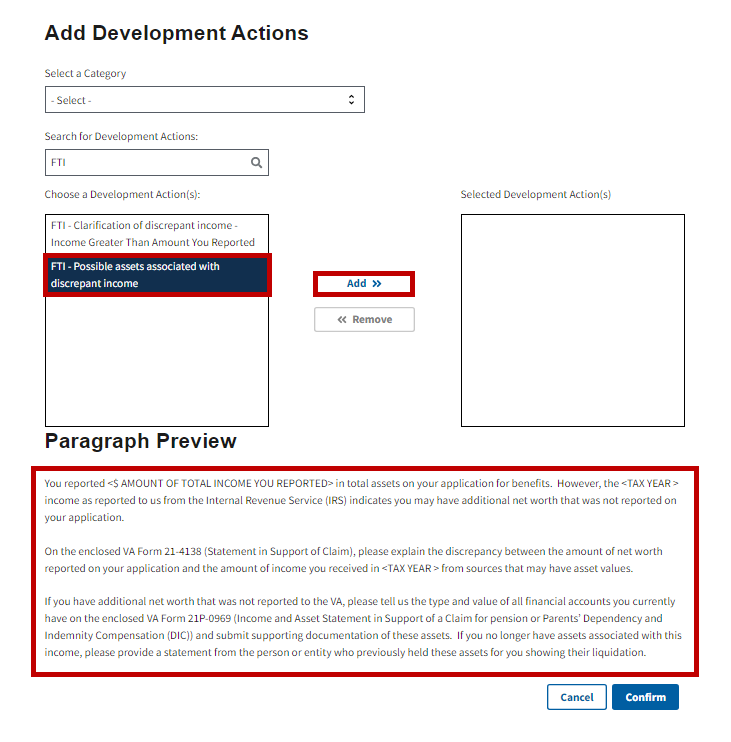 Add Development Actions
Select a Category
- Select -
Search for Development Actions:
FTI
Choose a Development Action(s):
Selected Development Action(s)
FTI - Clarification of discrepant income -
Income Greater Than Amount You Reported
FTI - Possible assets associated with
discrepant income
Add »
« Remove
Paragraph Preview
You reported <$ AMOUNT OF TOTAL INCOME YOU REPORTED> in total assets on your application for benefits.  However, the <TAX YEAR >
income as reported to us from the Internal Revenue Service (IRS) indicates you may have additional net worth that was not reported on
your application.
On the enclosed VA Form 21-4138 (Statement in Support of Claim), please explain the discrepancy between the amount of net worth
reported on your application and the amount of income you received in <TAX YEAR > from sources that may have asset values.
If you have additional net worth that was not reported to the VA, please tell us the type and value of all financial accounts you currently
have on the enclosed VA Form 21P-0969 (Income and Asset Statement in Support of a Claim for pension or Parents' Dependency and
Indemnity Compensation (DIC)) and submit supporting documentation of these assets.  If you no longer have assets associated with this
income, please provide a statement from the person or entity who previously held these assets for you showing their liquidation.
Cancel
Confirm